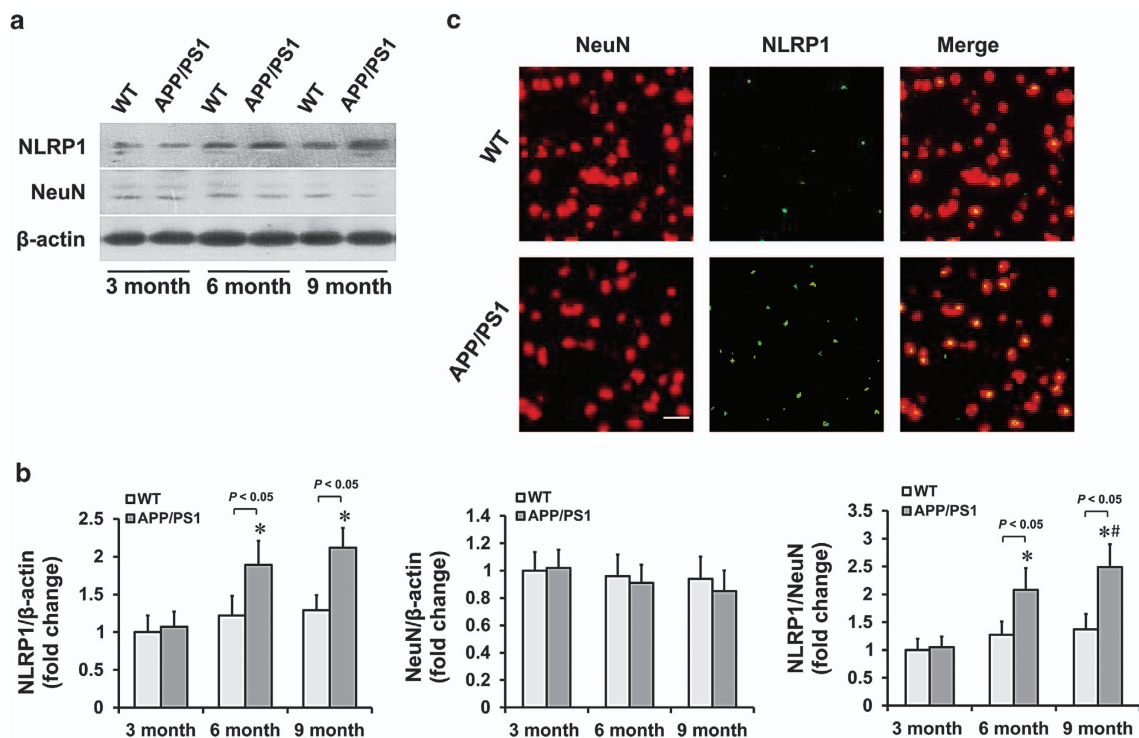 a
WT APP/PS1 WT APP/PS1 WT APP/PS1
NLRP1
NeuN
β-actin
3 month 6 month 9 month
c
NeuN NLRP1 Merge
WT
APP/PS1
b
WT
APP/PS1
P < 0.05
P < 0.05
*
*
NLRP1/β-actin
(fold change)
2.5
2
1.5
1
0.5
0
3 month 6 month 9 month
WT
APP/PS1
NeuN/β-actin
(fold change)
1.4
1.2
1
0.8
0.6
0.4
0.2
0
3 month 6 month 9 month
WT
APP/PS1
P < 0.05
P < 0.05
*
*#
NLRP1/NeuN
(fold change)
3.5
3
2.5
2
1.5
1
0.5
0
3 month 6 month 9 month